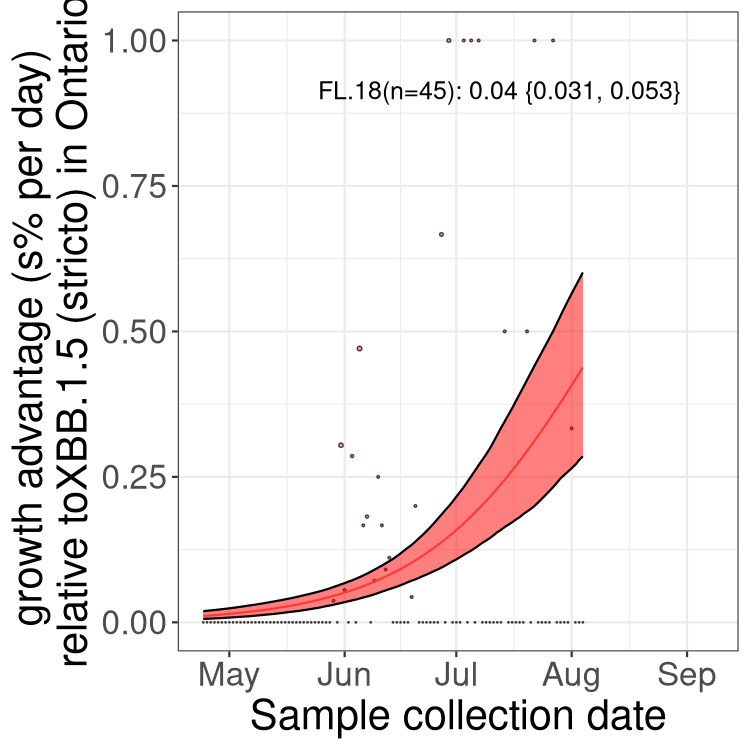 growth advantage (s% per day)
relative toXBB.1.5 (stricto) in Ontario
1.00
0.75
0.50
0.25
0.00
FL.18(n=45): 0.04 {0.031, 0.053}
May Jun Jul Aug Sep
Sample collection date